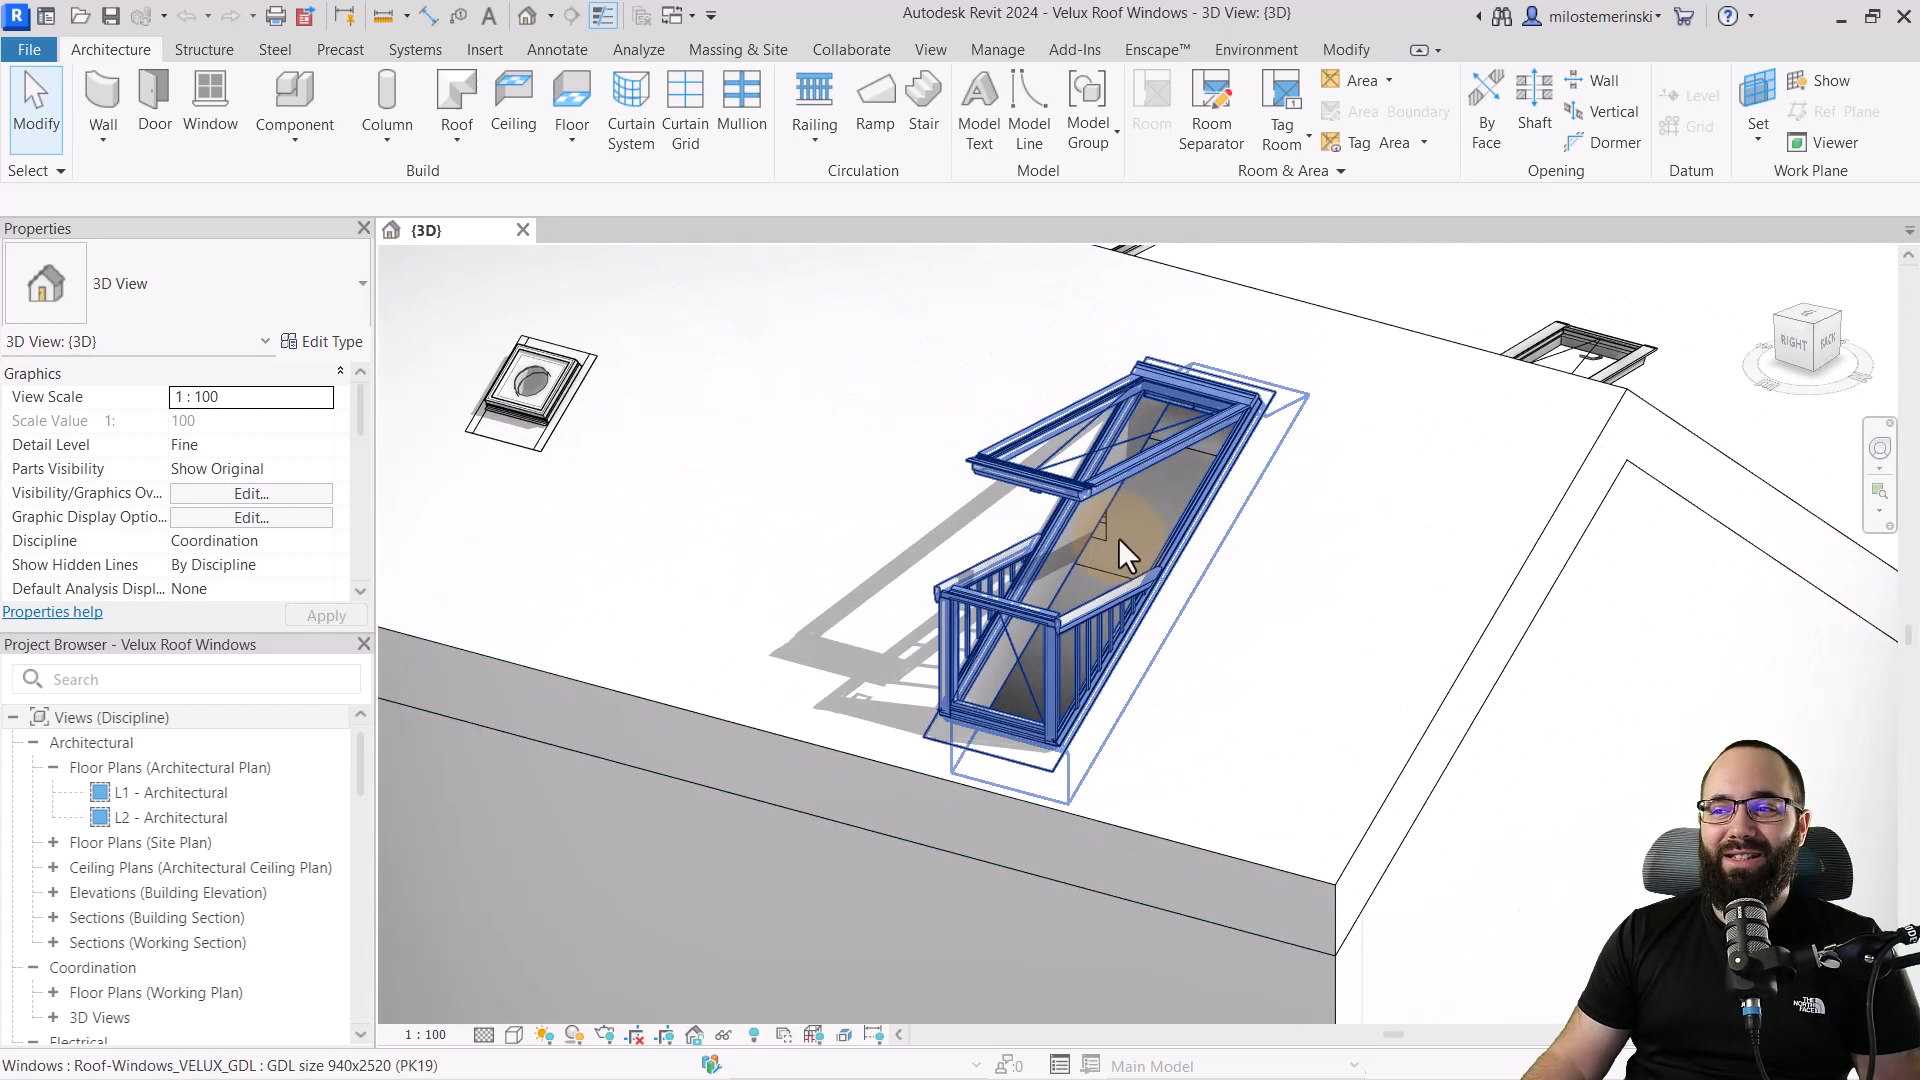 Autodesk Revit 2024 - Velux Roof Windows - 3D View: {3D}
milostemerinski
File Architecture Structure Steel Precast Systems Insert Annotate Analyze Massing & Site Collaborate View Manage Add-Ins Enscape™ Environment Modify
Modify
Wall
Door
Window
Component
Column
Roof
Ceiling
Floor
Curtain System
Curtain Grid
Mullion
Railing
Ramp
Stair
Model Text
Model Line
Model Group
Room
Room Separator
Tag Room
Area
Area Boundary
Tag Area
By Face
Shaft
Wall
Vertical
Dormer
Level
Grid
Set
Show
Ref Plane
Viewer
Select Build Circulation Model Room & Area Opening Datum Work Plane
Properties
{3D}
3D View
3D View: {3D} Edit Type
Graphics
View Scale 1 : 100
Scale Value 1: 100
Detail Level Fine
Parts Visibility Show Original
Visibility/Graphics Ov... Edit...
Graphic Display Optio... Edit...
Discipline Coordination
Show Hidden Lines By Discipline
Default Analysis Displ... None
Properties help Apply
Project Browser - Velux Roof Windows
Search
Views (Discipline)
Architectural
Floor Plans (Architectural Plan)
L1 - Architectural
L2 - Architectural
Floor Plans (Site Plan)
Ceiling Plans (Architectural Ceiling Plan)
Elevations (Building Elevation)
Sections (Building Section)
Sections (Working Section)
Coordination
Floor Plans (Working Plan)
3D Views
Electrical
RIGHT BACK
THE NORTH FACE
1 : 100
Windows : Roof-Windows_VELUX_GDL : GDL size 940x2520 (PK19)
:0
Main Model